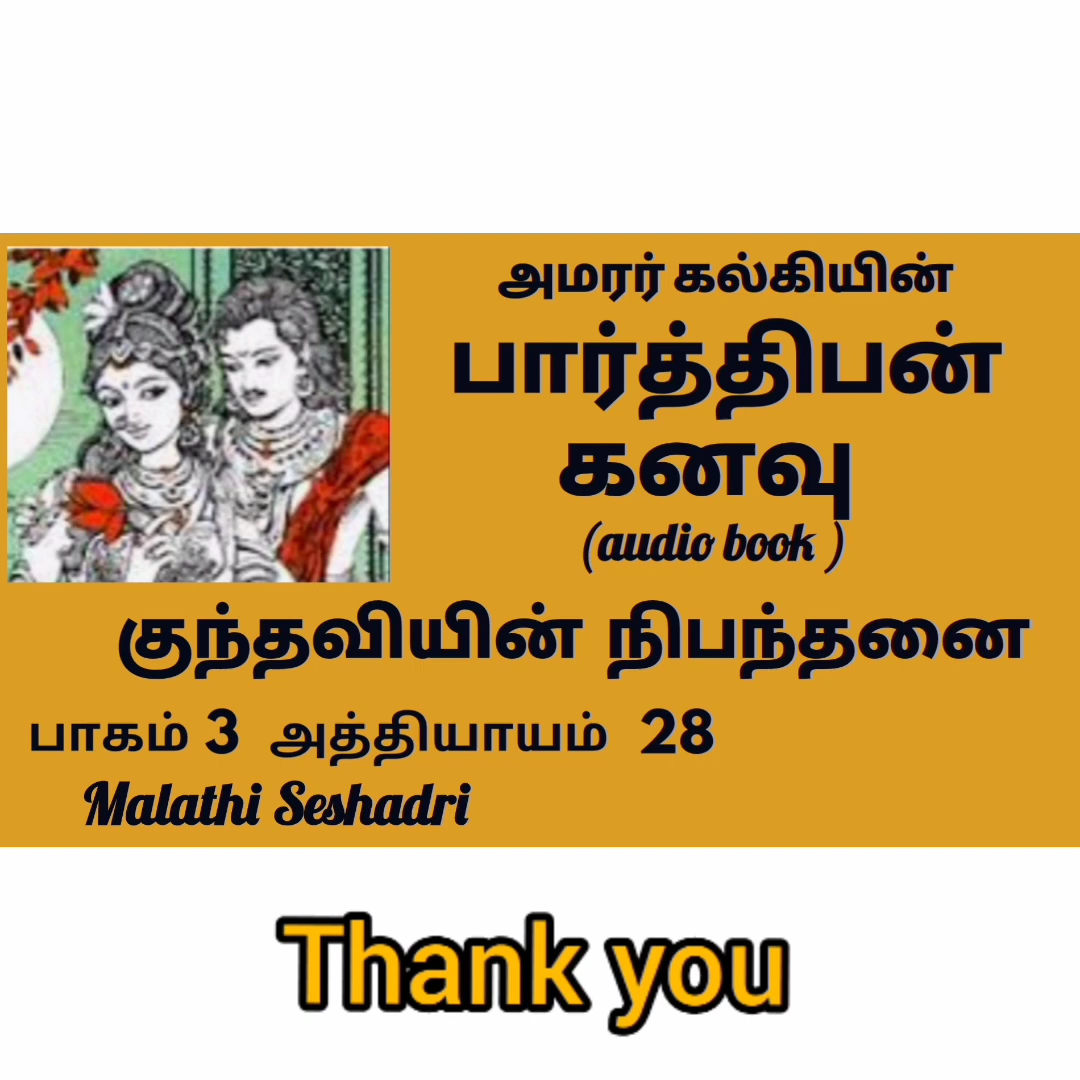 அமரர் கல்கியின்
பார்த்திபன்
கனவு
(audio book )
குந்தவியின் நிபந்தனை
பாகம் 3 அத்தியாயம் 28
Malathi Seshadri
Thank you